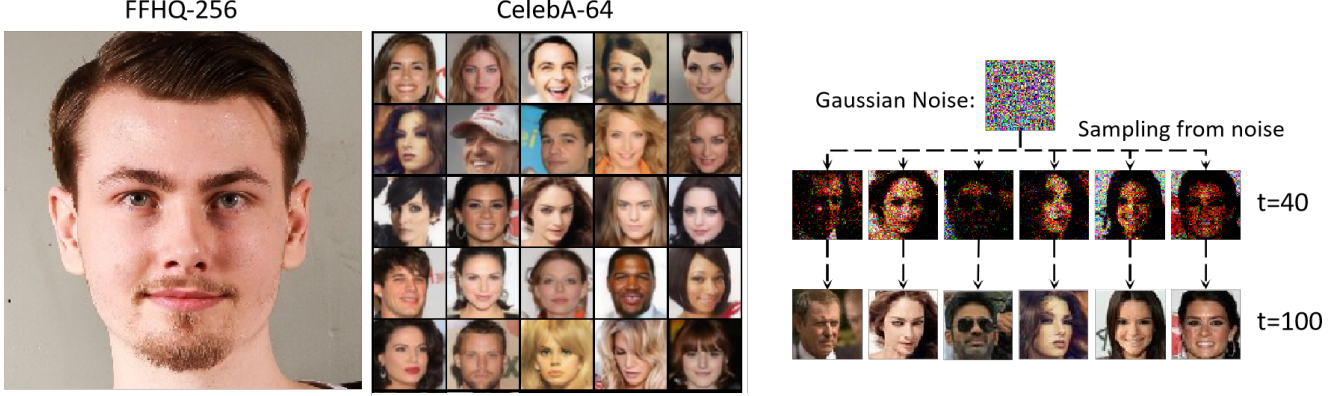 FFHQ-256
CelebA-64
Gaussian Noise:
Sampling from noise
t=40
t=100